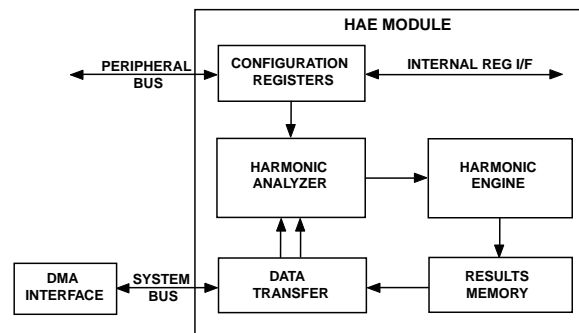 HAE MODULE
PERIPHERAL
BUS
CONFIGURATION
REGISTERS
INTERNAL REG I/F
HARMONIC
ANALYZER
HARMONIC
ENGINE
DMA
INTERFACE
SYSTEM
BUS
DATA
TRANSFER
RESULTS
MEMORY